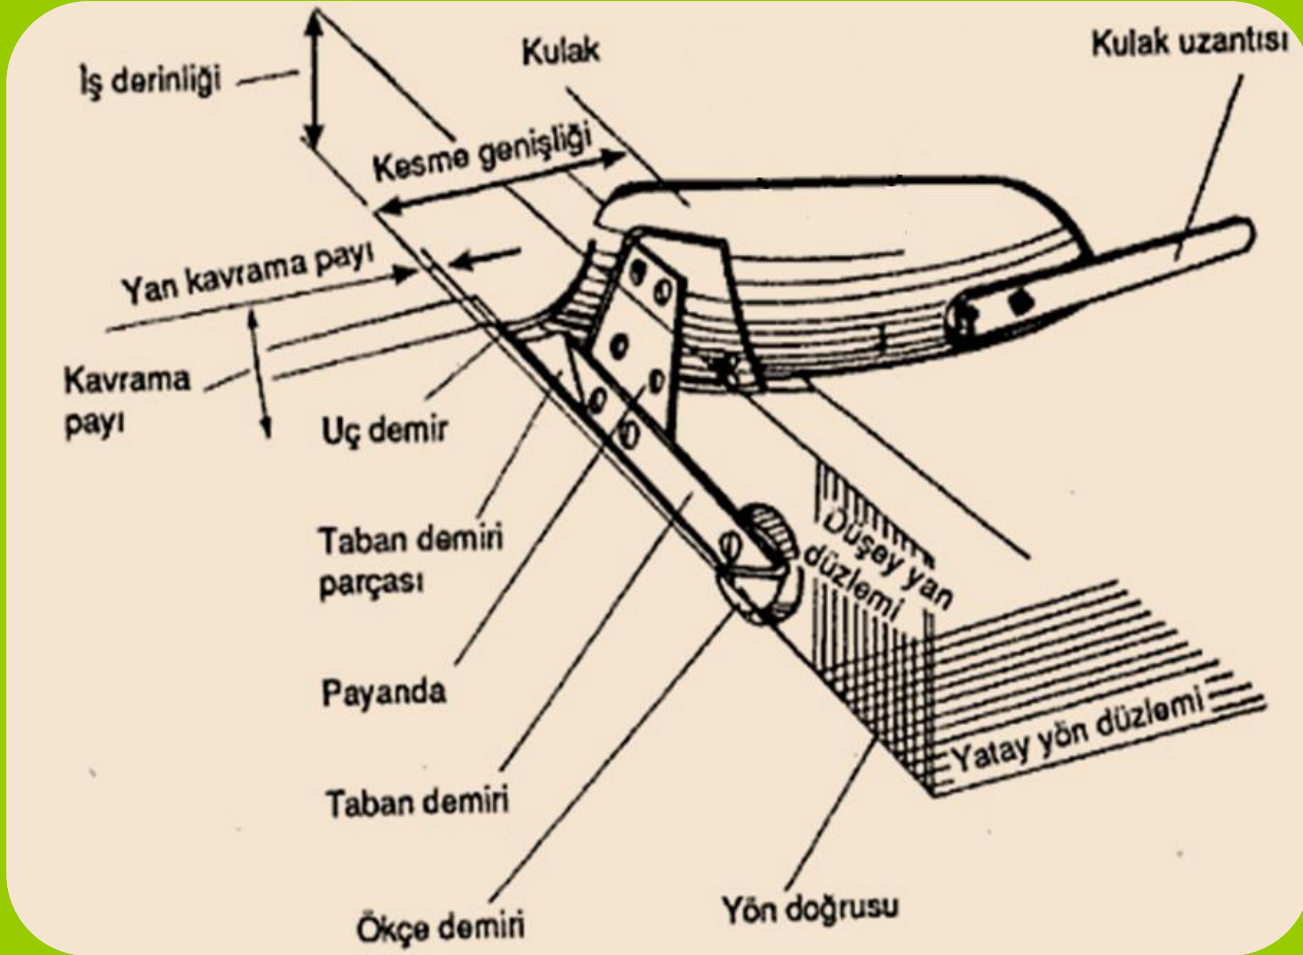 Kulak uzantısı
Kulak
İş derinliği
Kesme genişliği
Yan kavrama payı
Kavrama
payı
Uç demir
Taban demiri
parçası
Düşey yan
düzlemi
Payanda
Yatay yön düzlemi
Taban demiri
Yön doğrusu
Ökçe demiri